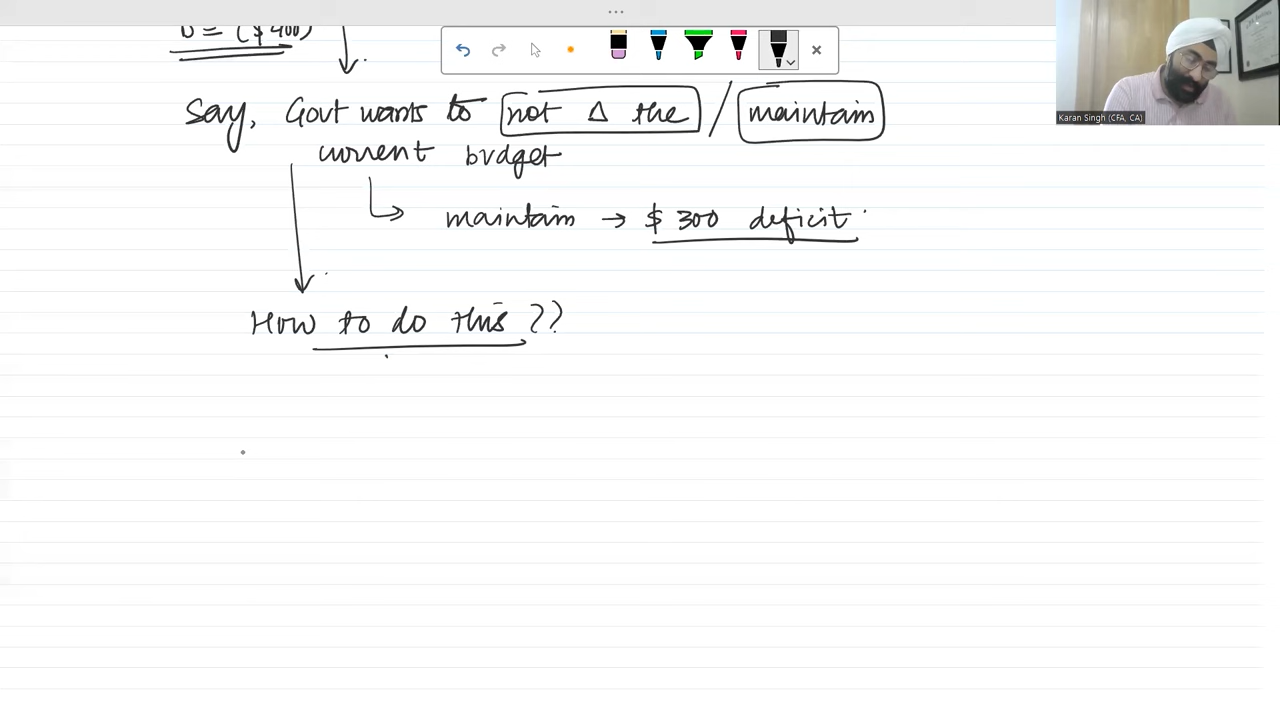 = ($400)
Say, Govt wants to not Δ the / maintain
current budget
maintain → $300 deficit
How to do this ??
Karan Singh (CFA, CA)